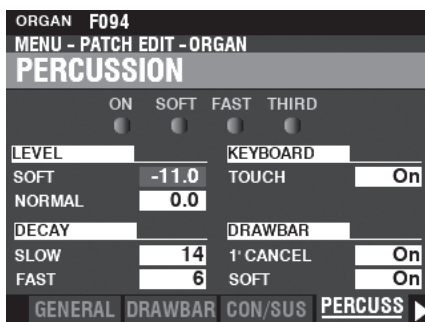 ORGAN F094
MENU - PATCH EDIT - ORGAN
PERCUSSION
ON SOFT FAST THIRD
LEVEL
SOFT -11.0
NORMAL 0.0
KEYBOARD
TOUCH On
DECAY
SLOW 14
FAST 6
DRAWBAR
1' CANCEL On
SOFT On
GENERAL DRAWBAR CON/SUS PERCUSS